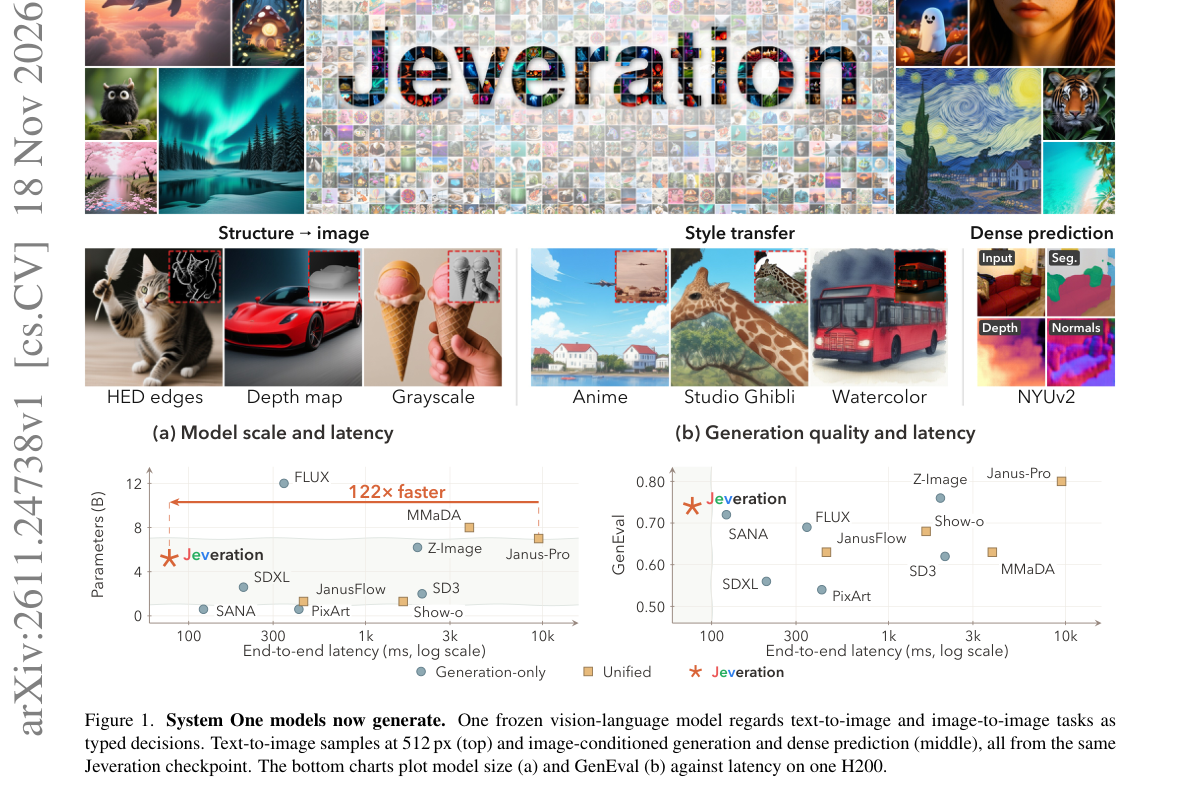 arXiv:2611.24738v1 [cs.CV] 18 Nov 2026
Jeveration
Structure → image
Style transfer
Dense prediction
Input
Seg.
Depth
Normals
HED edges
Depth map
Grayscale
Anime
Studio Ghibli
Watercolor
NYUv2
(a) Model scale and latency
Parameters (B)
12
8
4
0
FLUX
122× faster
MMaDA
Z-Image
Janus-Pro
Jeveration
SDXL
JanusFlow
SD3
SANA
PixArt
Show-o
100
300
1k
3k
10k
End-to-end latency (ms, log scale)
(b) Generation quality and latency
GenEval
0.80
0.70
0.60
0.50
Janus-Pro
Z-Image
Jeveration
FLUX
Show-o
SANA
JanusFlow
SD3
MMaDA
SDXL
PixArt
100
300
1k
3k
10k
End-to-end latency (ms, log scale)
Generation-only
Unified
Jeveration
Figure 1. System One models now generate. One frozen vision-language model regards text-to-image and image-to-image tasks as
typed decisions. Text-to-image samples at 512 px (top) and image-conditioned generation and dense prediction (middle), all from the same
Jeveration checkpoint. The bottom charts plot model size (a) and GenEval (b) against latency on one H200.